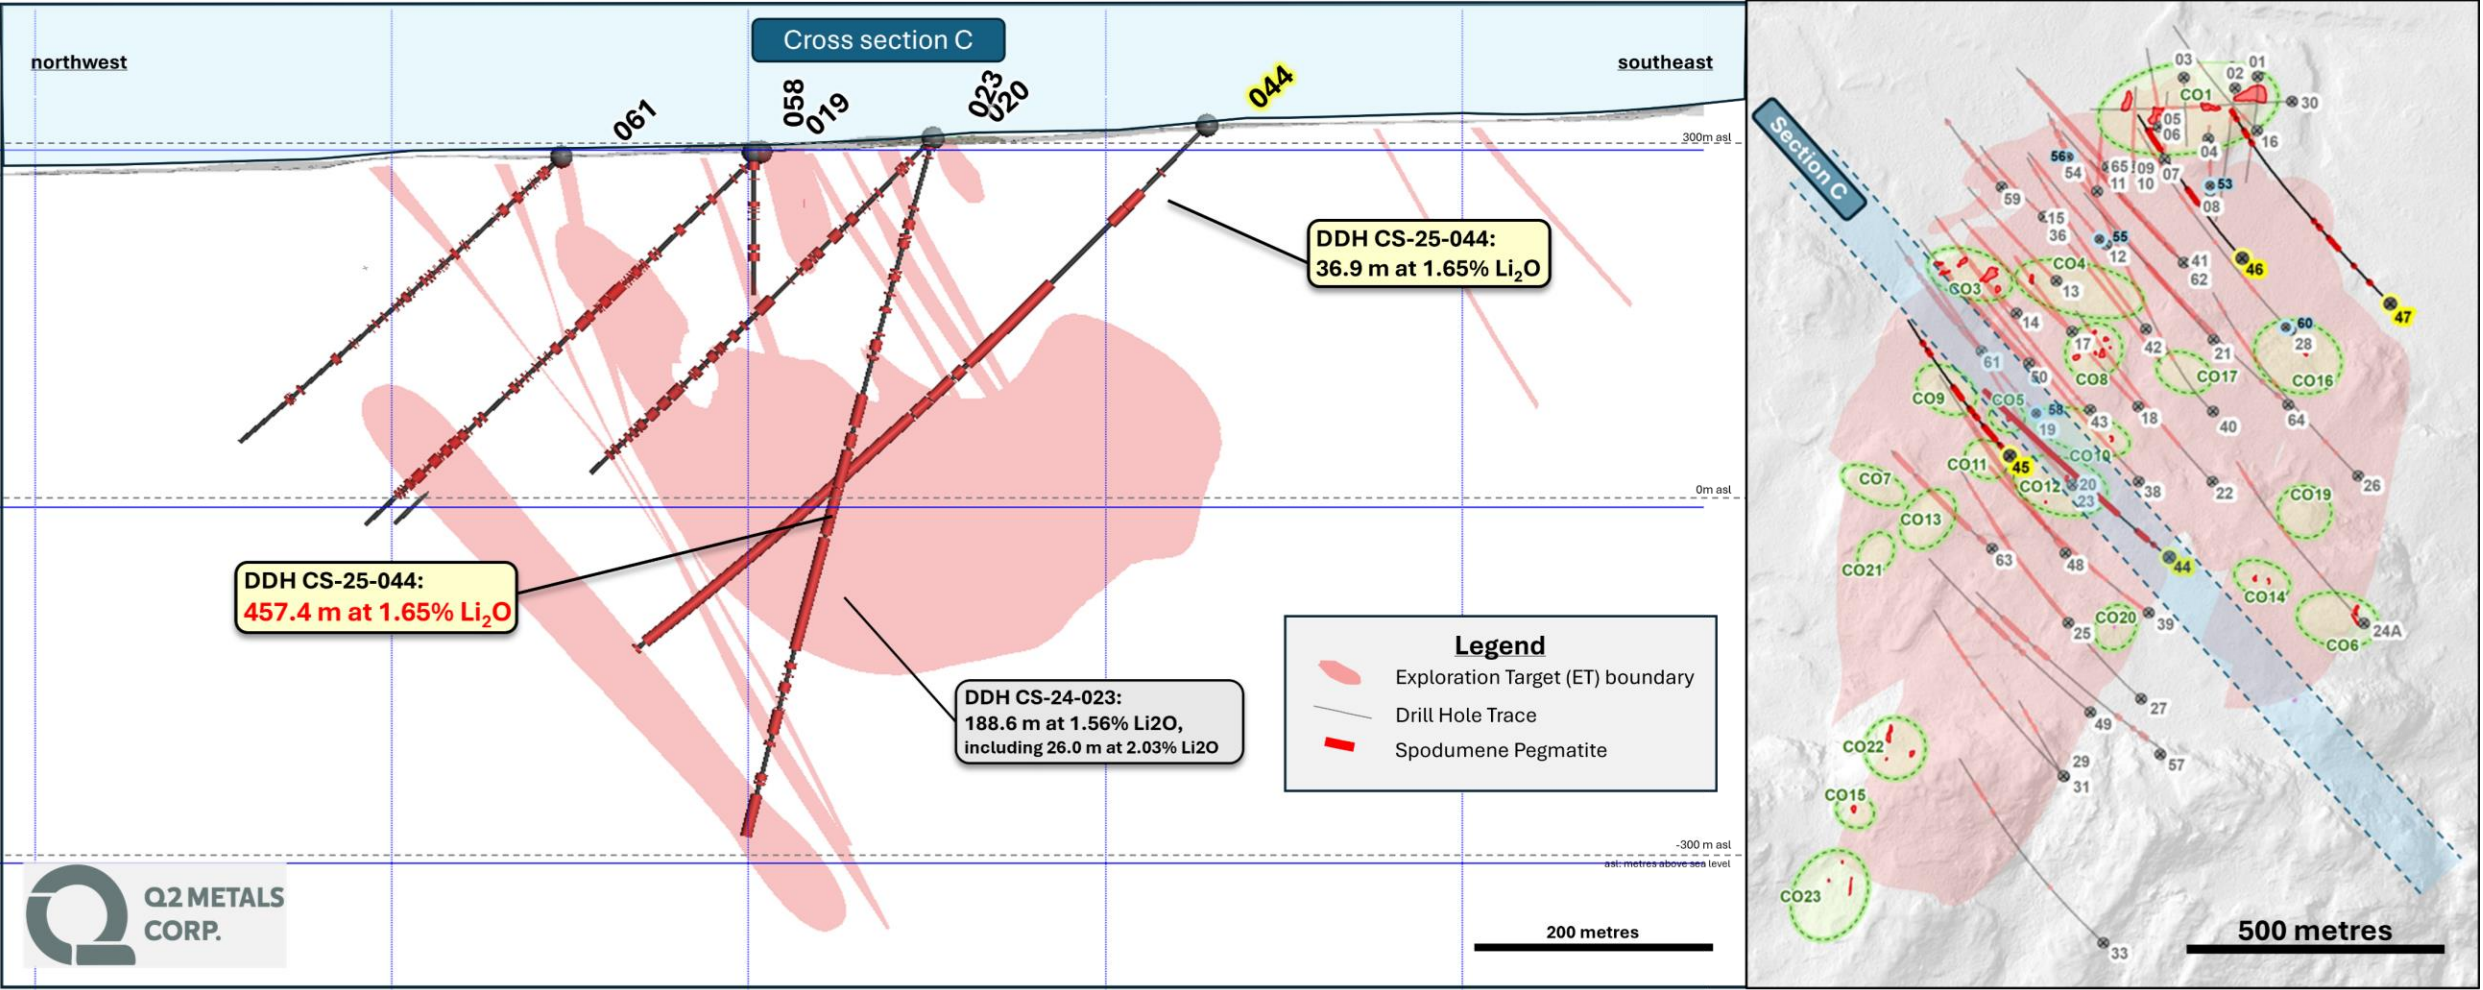 Cross section C
northwest
southeast
061
058
019
023
020
044
300m asl
DDH CS-25-044:
36.9 m at 1.65% Li₂O
0m asl
DDH CS-25-044:
457.4 m at 1.65% Li₂O
DDH CS-24-023:
188.6 m at 1.56% Li2O,
including 26.0 m at 2.03% Li2O
Legend
Exploration Target (ET) boundary
Drill Hole Trace
Spodumene Pegmatite
-300 m asl
asl: metres above sea level
Q2 METALS
CORP.
200 metres
Section C
03
02
01
CO1
30
05
06
04
16
56
54
65
11
09
10
07
53
08
59
15
36
55
12
41
62
46
47
CO3
CO4
13
14
17
42
21
60
28
CO8
CO17
CO16
61
50
CO9
CO5
58
19
43
18
40
64
CO10
CO11
45
CO12
20
23
38
22
26
CO7
CO13
CO19
CO21
63
48
44
CO14
25
CO20
39
24A
CO6
27
49
57
CO22
29
31
CO15
CO23
33
500 metres